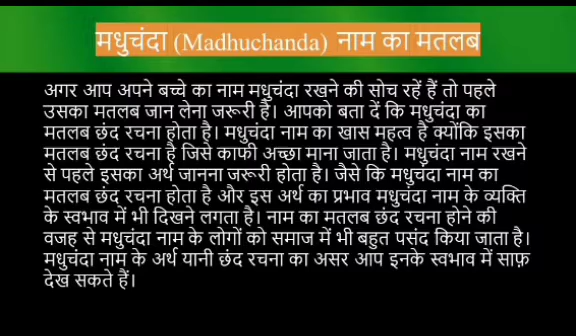 मधुचंदा (Madhuchanda) नाम का मतलब
अगर आप अपने बच्चे का नाम मधुचंदा रखने की सोच रहें हैं तो पहले
उसका मतलब जान लेना जरूरी है। आपको बता दें कि मधुचंदा का
मतलब छंद रचना होता है। मधुचंदा नाम का खास महत्व है क्योंकि इसका
मतलब छंद रचना है जिसे काफी अच्छा माना जाता है। मधुचंदा नाम रखने
से पहले इसका अर्थ जानना जरूरी होता है। जैसे कि मधुचंदा नाम का
मतलब छंद रचना होता है और इस अर्थ का प्रभाव मधुचंदा नाम के व्यक्ति
के स्वभाव में भी दिखने लगता है। नाम का मतलब छंद रचना होने की
वजह से मधुचंदा नाम के लोगों को समाज में भी बहुत पसंद किया जाता है।
मधुचंदा नाम के अर्थ यानी छंद रचना का असर आप इनके स्वभाव में साफ़
देख सकते हैं।